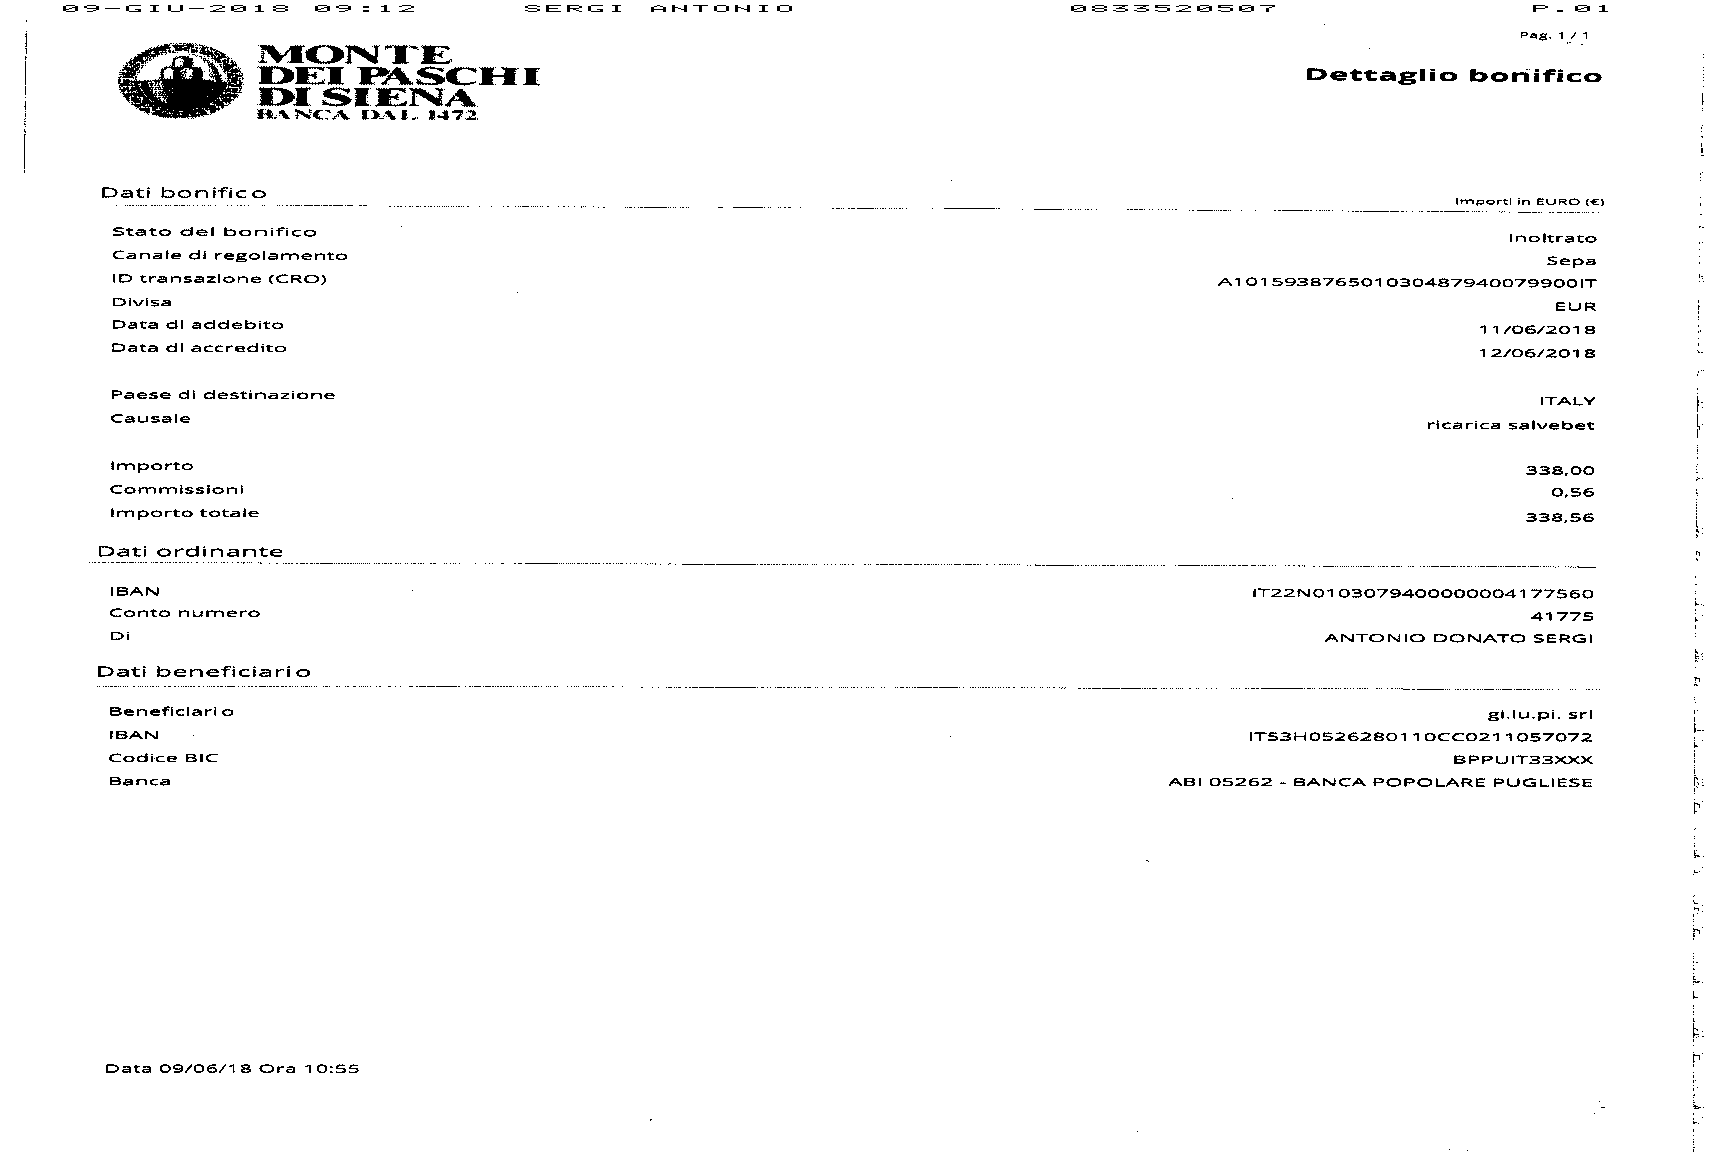 09-GIU-2018 09:12 SERGI ANTONIO 0833520507 P.01
Pag. 1 / 1
MONTE
DEI PASCHI
DI SIENA
BANCA DAL 1472
Dettaglio bonifico
Dati bonifico Importi in EURO (€)
Stato del bonifico Inoltrato
Canale di regolamento Sepa
ID transazione (CRO) A101593876501030487940079900IT
Divisa EUR
Data di addebito 11/06/2018
Data di accredito 12/06/2018
Paese di destinazione ITALY
Causale ricarica salvebet
Importo 338,00
Commissioni 0,56
Importo totale 338,56
Dati ordinante
IBAN IT22N0103079400000004177560
Conto numero 41775
Di ANTONIO DONATO SERGI
Dati beneficiario
Beneficiario gi.lu.pi. srl
IBAN IT53H0526280110CC0211057072
Codice BIC BPPUIT33XXX
Banca ABI 05262 - BANCA POPOLARE PUGLIESE
Data 09/06/18 Ora 10:55